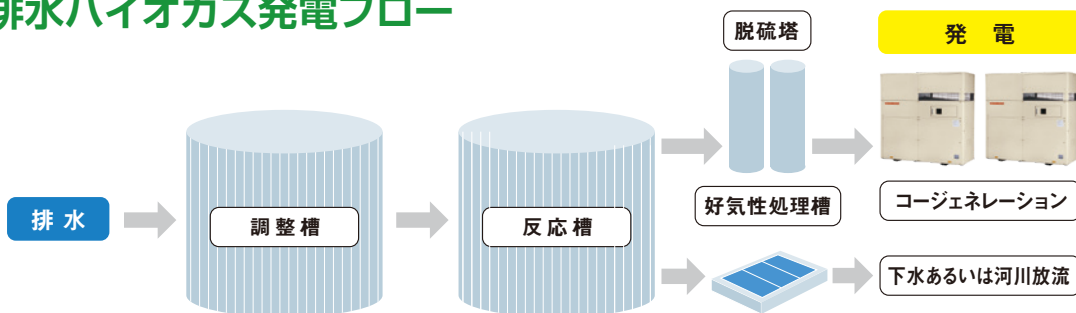 排水バイオガス発電フロー
脱硫塔
発 電
排 水
調整槽
反応槽
好気性処理槽
コージェネレーション
下水あるいは河川放流